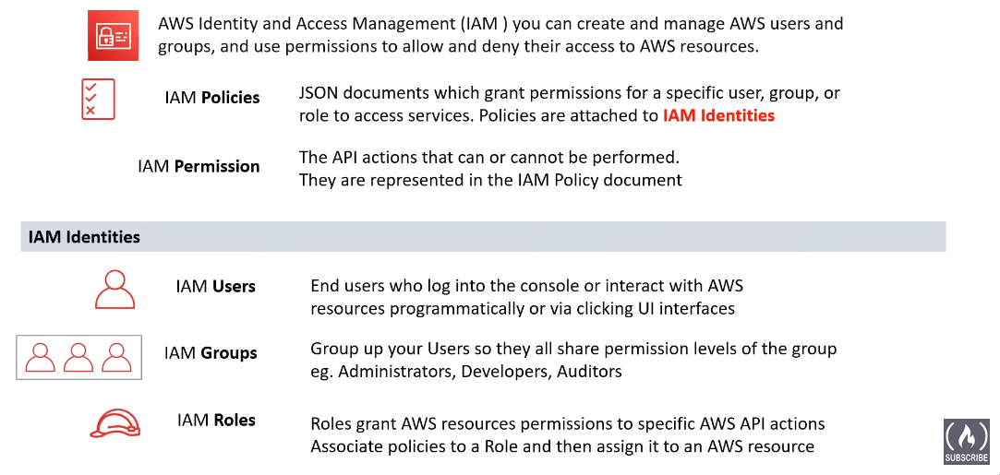 AWS Identity and Access Management (IAM ) you can create and manage AWS users and
groups, and use permissions to allow and deny their access to AWS resources.
IAM Policies
JSON documents which grant permissions for a specific user, group, or
role to access services. Policies are attached to IAM Identities
IAM Permission
The API actions that can or cannot be performed.
They are represented in the IAM Policy document
IAM Identities
IAM Users
End users who log into the console or interact with AWS
resources programmatically or via clicking UI interfaces
IAM Groups
Group up your Users so they all share permission levels of the group
eg. Administrators, Developers, Auditors
IAM Roles
Roles grant AWS resources permissions to specific AWS API actions
Associate policies to a Role and then assign it to an AWS resource
SUBSCRIBE